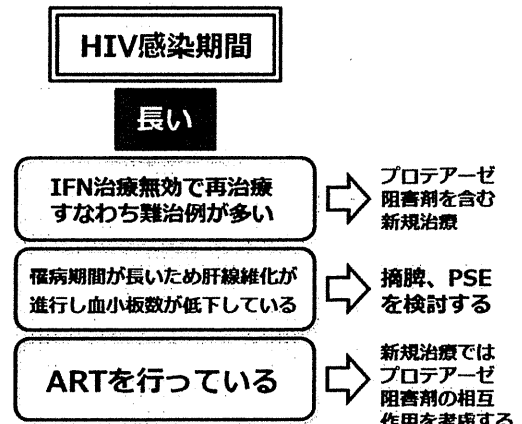 HIV感染期間
長い
IFN治療無効で再治療
すなわち難治例が多い
プロテアーゼ
阻害剤を含む
新規治療
罹病期間が長いため肝線維化が
進行し血小板数が低下している
摘脾、PSE
を検討する
ARTを行っている
新規治療では
プロテアーゼ
阻害剤の相互
作用を考慮する